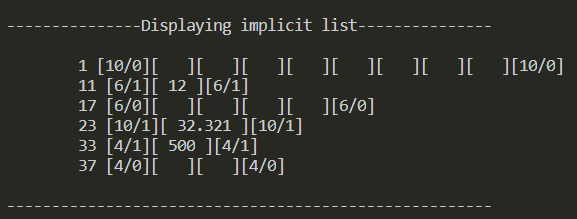 ---------------Displaying implicit list---------------
1 [10/0][   ][   ][   ][   ][   ][   ][   ][   ][10/0]
11 [6/1][ 12 ][6/1]
17 [6/0][   ][   ][   ][   ][6/0]
23 [10/1][ 32.321 ][10/1]
33 [4/1][ 500 ][4/1]
37 [4/0][   ][   ][4/0]
------------------------------------------------------